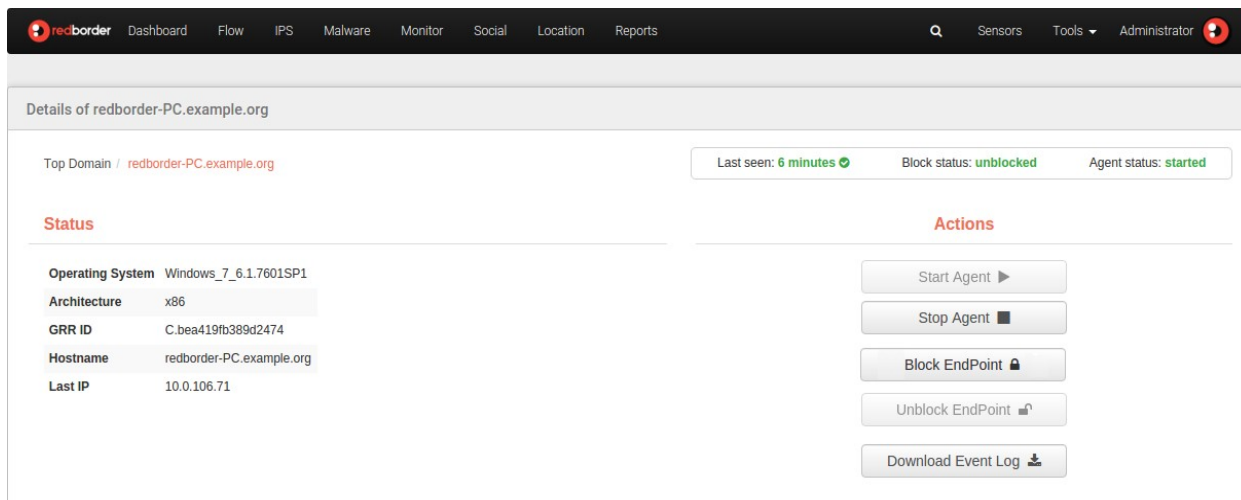 redborder Dashboard Flow IPS Malware Monitor Social Location Reports Sensors Tools Administrator
Details of redborder-PC.example.org
Top Domain / redborder-PC.example.org
Last seen: 6 minutes Block status: unblocked Agent status: started
Status
Operating System Windows_7_6.1.7601SP1
Architecture x86
GRR ID C.bea419fb389d2474
Hostname redborder-PC.example.org
Last IP 10.0.106.71
Actions
Start Agent
Stop Agent
Block EndPoint
Unblock EndPoint
Download Event Log